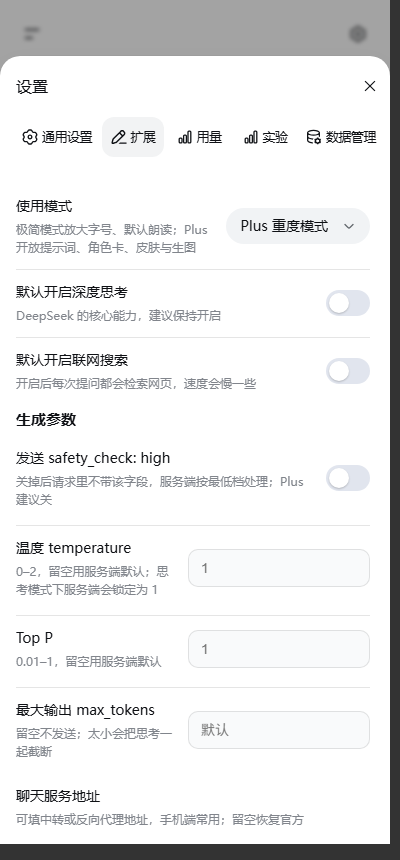 设置
通用设置 扩展 用量 实验 数据管理
使用模式
极简模式放大字号、默认朗读；Plus
开放提示词、角色卡、皮肤与生图
Plus 重度模式
默认开启深度思考
DeepSeek 的核心能力，建议保持开启
默认开启联网搜索
开启后每次提问都会检索网页，速度会慢一些
生成参数
发送 safety_check: high
关掉后请求里不带该字段，服务端按最低档处理；Plus
建议关
温度 temperature
0–2，留空用服务端默认；思
考模式下服务端会锁定为 1
1
Top P
0.01–1，留空用服务端默认
1
最大输出 max_tokens
留空不发送；太小会把思考一
起截断
默认
聊天服务地址
可填中转或反向代理地址，手机端常用；留空恢复官方